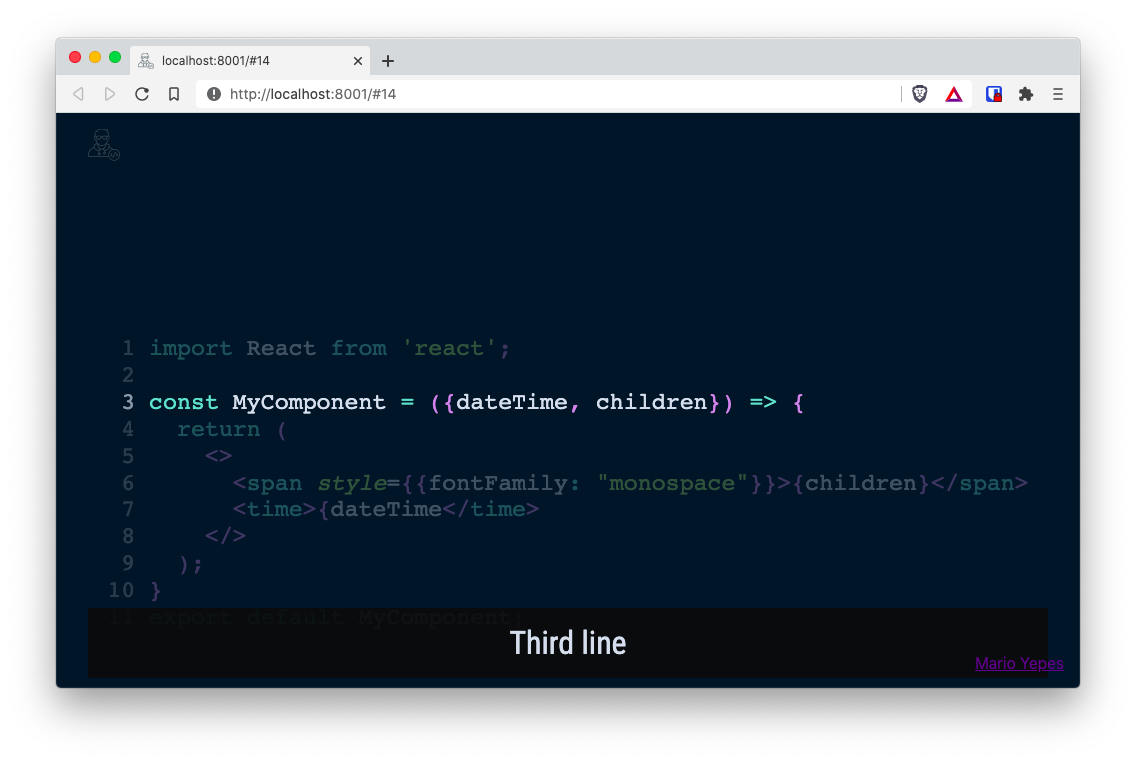 localhost:8001/#14
http://localhost:8001/#14
1 import React from 'react';
2
3 const MyComponent = ({dateTime, children}) => {
4   return (
5     <>
6       <span style={{fontFamily: "monospace"}}>{children}</span>
7       <time>{dateTime</time>
8     </>
9   );
10 }
11 export default MyComponent;
Third line
Mario Yepes